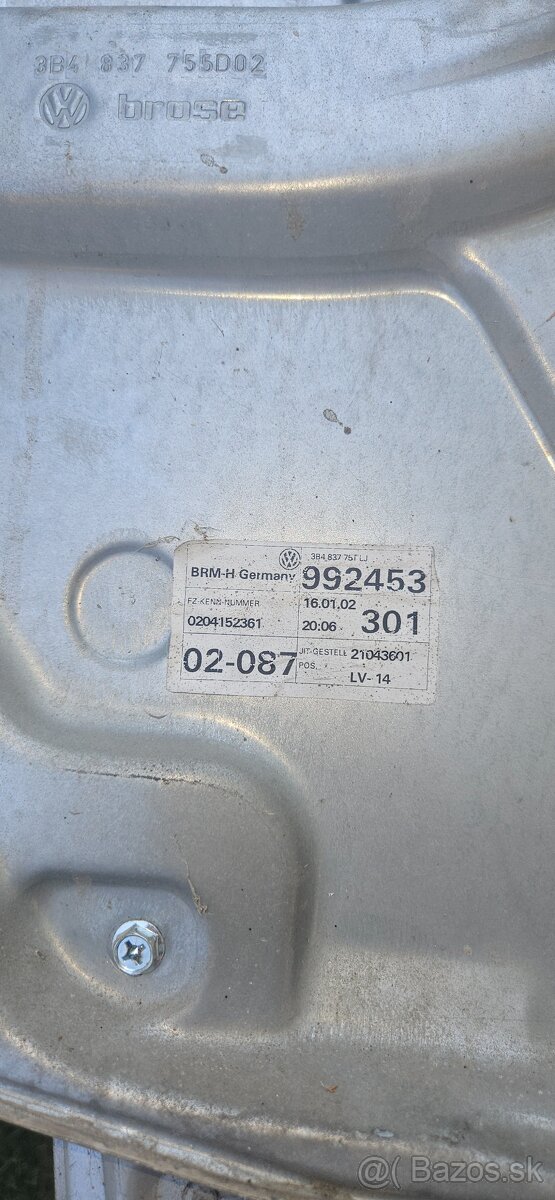 3B4 837 755D02
VW brose
3B4 837 751
BRM-H Germany 992453
FZ-KENN-NUMMER 16.01.02
0204152361 20:06 301
02-087 JIT-GESTELL 21043601
POS. LV- 14
@Bazos.sk